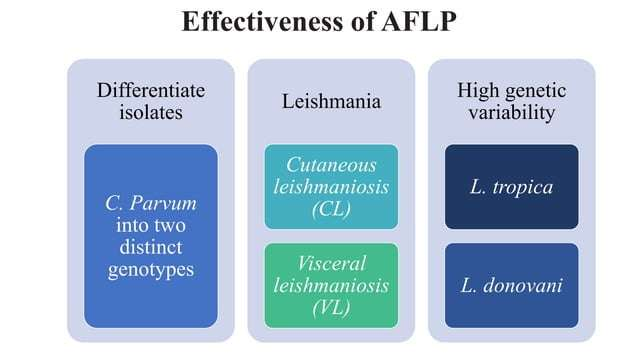 Effectiveness of AFLP
Differentiate
isolates
C. Parvum
into two
distinct
genotypes
Leishmania
Cutaneous
leishmaniosis
(CL)
Visceral
leishmaniosis
(VL)
High genetic
variability
L. tropica
L. donovani